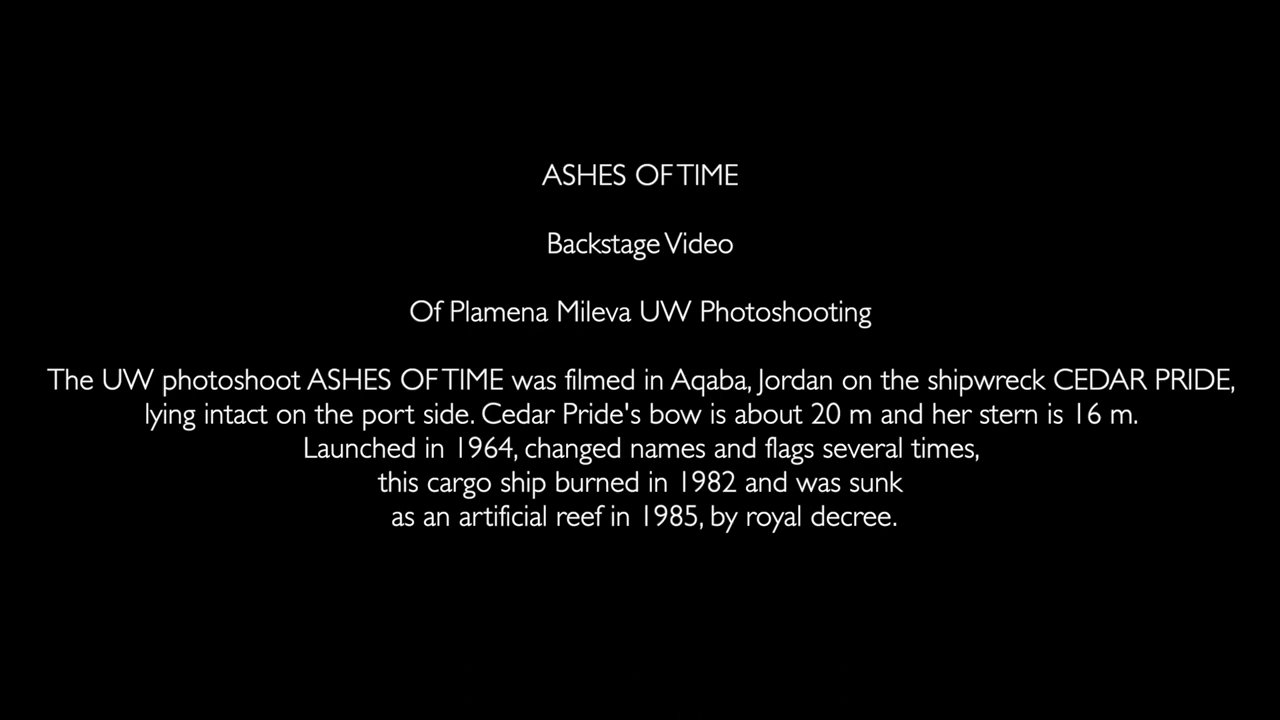 ASHES OF TIME
Backstage Video
Of Plamena Mileva UW Photoshooting
The UW photoshoot ASHES OF TIME was filmed in Aqaba, Jordan on the shipwreck CEDAR PRIDE,
lying intact on the port side. Cedar Pride's bow is about 20 m and her stern is 16 m.
Launched in 1964, changed names and flags several times,
this cargo ship burned in 1982 and was sunk
as an artificial reef in 1985, by royal decree.